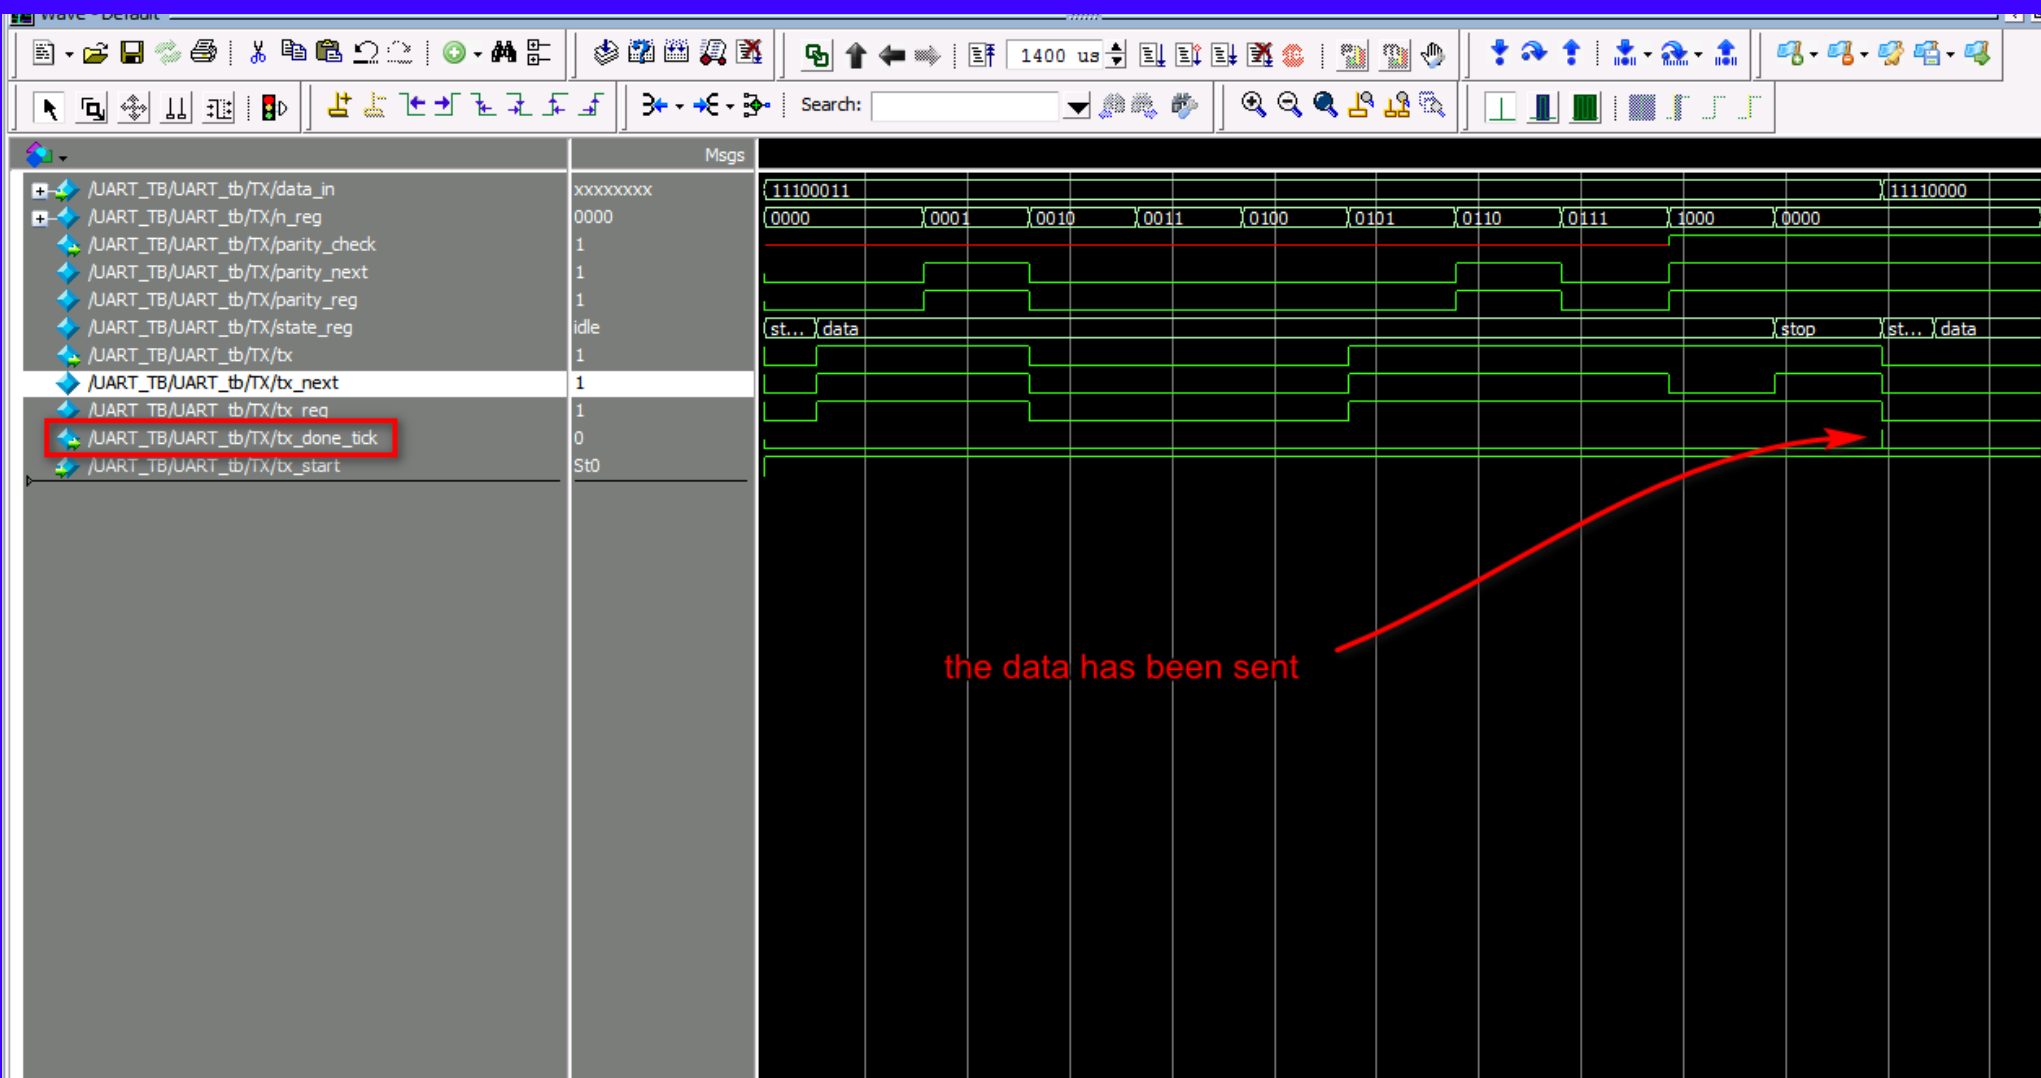 Wave - Default
1400 us
Search:
Msgs
/UART_TB/UART_tb/TX/data_in xxxxxxxx 11100011 11110000
/UART_TB/UART_tb/TX/n_reg 0000 0000 0001 0010 0011 0100 0101 0110 0111 1000 0000
/UART_TB/UART_tb/TX/parity_check 1
/UART_TB/UART_tb/TX/parity_next 1
/UART_TB/UART_tb/TX/parity_reg 1
/UART_TB/UART_tb/TX/state_reg idle st... data stop st... data
/UART_TB/UART_tb/TX/tx 1
/UART_TB/UART_tb/TX/tx_next 1
/UART_TB/UART_tb/TX/tx_reg 1
/UART_TB/UART_tb/TX/tx_done_tick 0
/UART_TB/UART_tb/TX/tx_start St0
the data has been sent